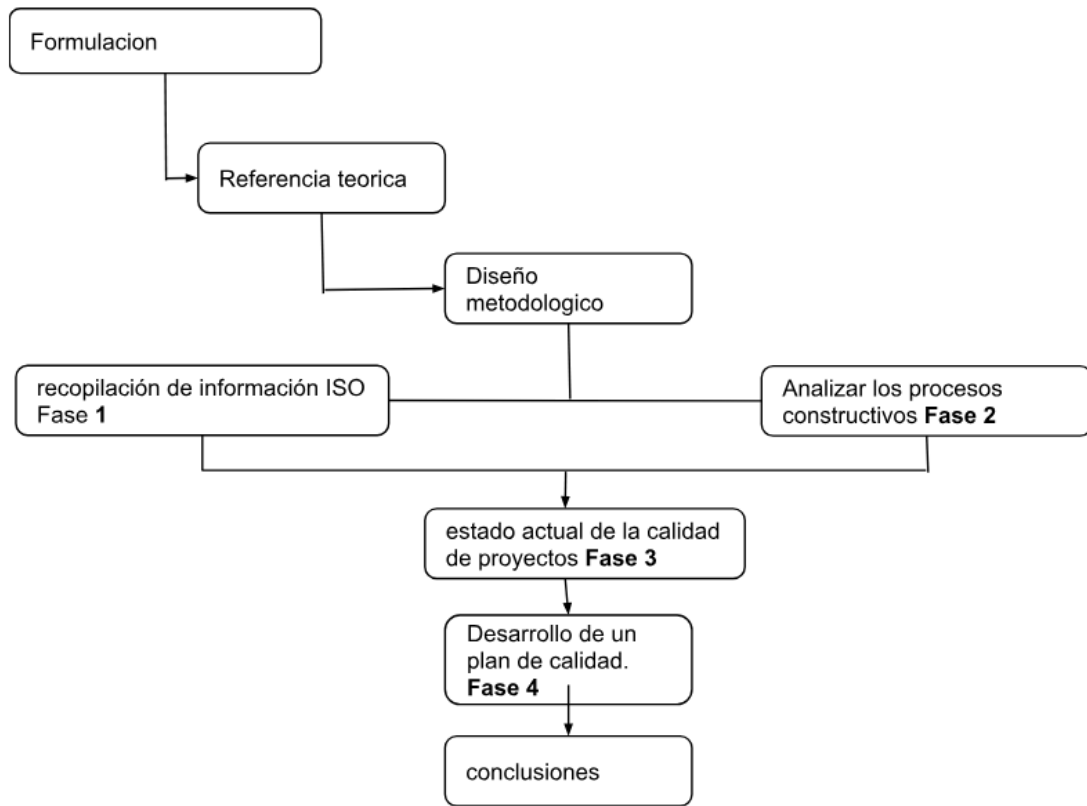 Formulacion
Referencia teorica
Diseño
metodologico
recopilación de información ISO
Fase 1
Analizar los procesos
constructivos Fase 2
estado actual de la calidad
de proyectos Fase 3
Desarrollo de un
plan de calidad.
Fase 4
conclusiones